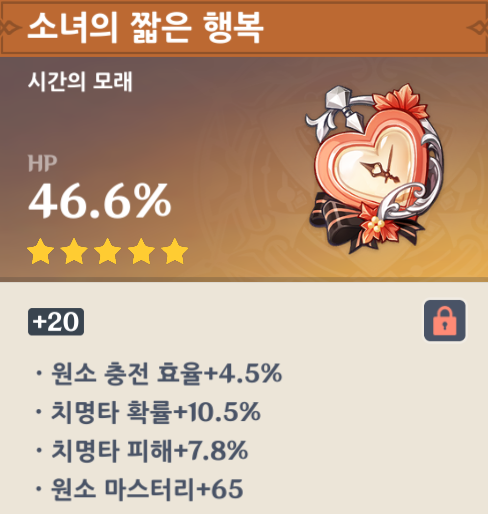 소녀의 짧은 행복
시간의 모래
HP
46.6%
+20
· 원소 충전 효율+4.5%
· 치명타 확률+10.5%
· 치명타 피해+7.8%
· 원소 마스터리+65